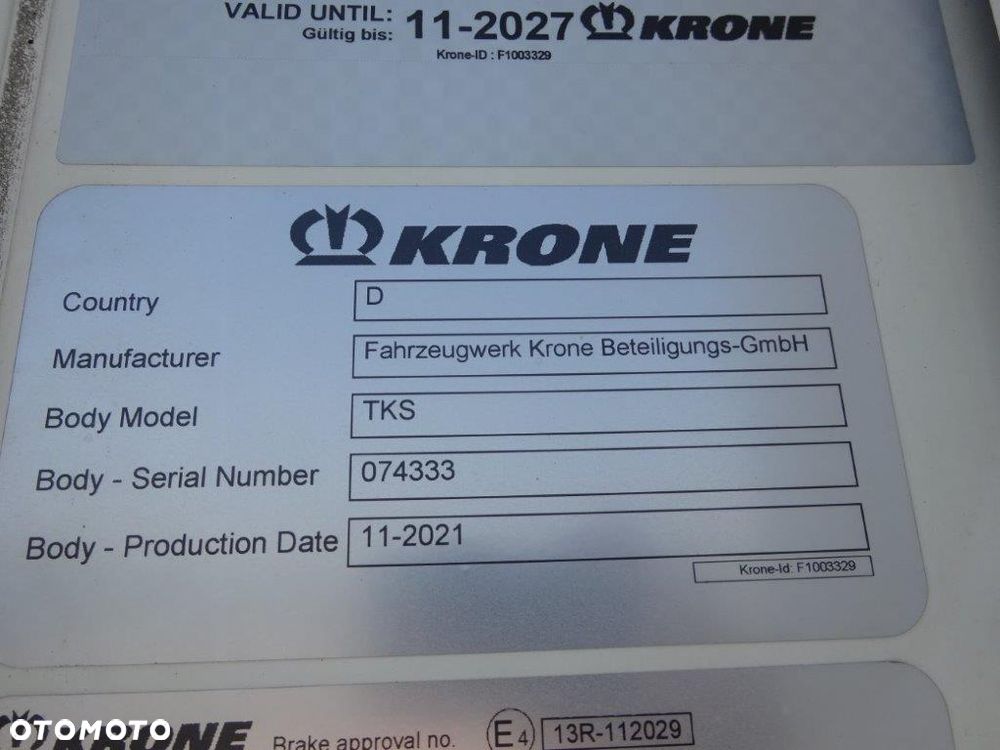 VALID UNTIL: 11-2027 KRONE
Gültig bis:
Krone-ID : F1003329
KRONE
Country D
Manufacturer Fahrzeugwerk Krone Beteiligungs-GmbH
Body Model TKS
Body - Serial Number 074333
Body - Production Date 11-2021
Krone-Id: F1003329
KRONE Brake approval no. E4 13R-112029
OTOMOTO